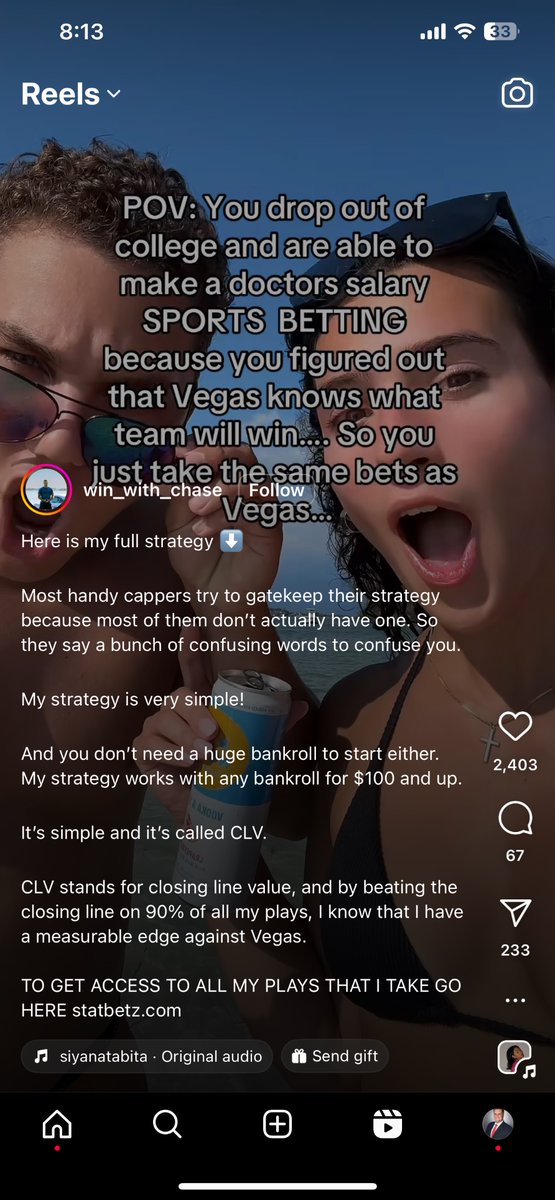 8:13
33
Reels
POV: You drop out of
college and are able to
make a doctors salary
SPORTS BETTING
because you figured out
that Vegas knows what
team will win.... So you
just take the same bets as
Vegas...
win_with_chase
Follow
Here is my full strategy ⬇️
Most handy cappers try to gatekeep their strategy
because most of them don’t actually have one. So
they say a bunch of confusing words to confuse you.
My strategy is very simple!
And you don’t need a huge bankroll to start either.
My strategy works with any bankroll for $100 and up.
It’s simple and it’s called CLV.
CLV stands for closing line value, and by beating the
closing line on 90% of all my plays, I know that I have
a measurable edge against Vegas.
TO GET ACCESS TO ALL MY PLAYS THAT I TAKE GO
HERE statbetz.com
2,403
67
233
siyanatabita · Original audio
Send gift